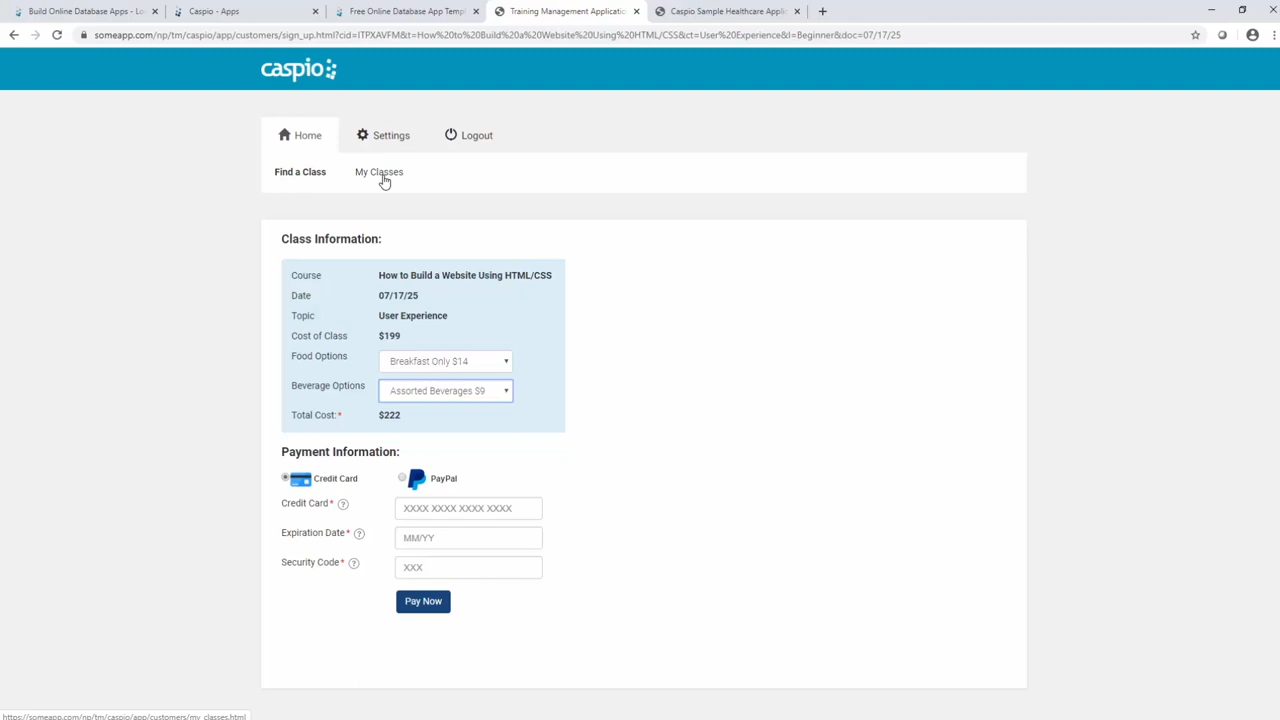 Build Online Database Apps - Lo
Caspio - Apps
Free Online Database App Templ
Training Management Applicatio
Caspio Sample Healthcare Applic
someapp.com/np/tm/caspio/app/customers/sign_up.html?cid=ITPXAVFM&t=How%20to%20Build%20a%20Website%20Using%20HTML/CSS&ct=User%20Experience&l=Beginner&doc=07/17/25
caspio
Home
Settings
Logout
Find a Class
My Classes
Class Information:
Course How to Build a Website Using HTML/CSS
Date 07/17/25
Topic User Experience
Cost of Class $199
Food Options Breakfast Only $14
Beverage Options Assorted Beverages $9
Total Cost:* $222
Payment Information:
Credit Card PayPal
Credit Card* ? XXXX XXXX XXXX XXXX
Expiration Date* ? MM/YY
Security Code* ? XXX
Pay Now
https://someapp.com/np/tm/caspio/app/customers/my_classes.html